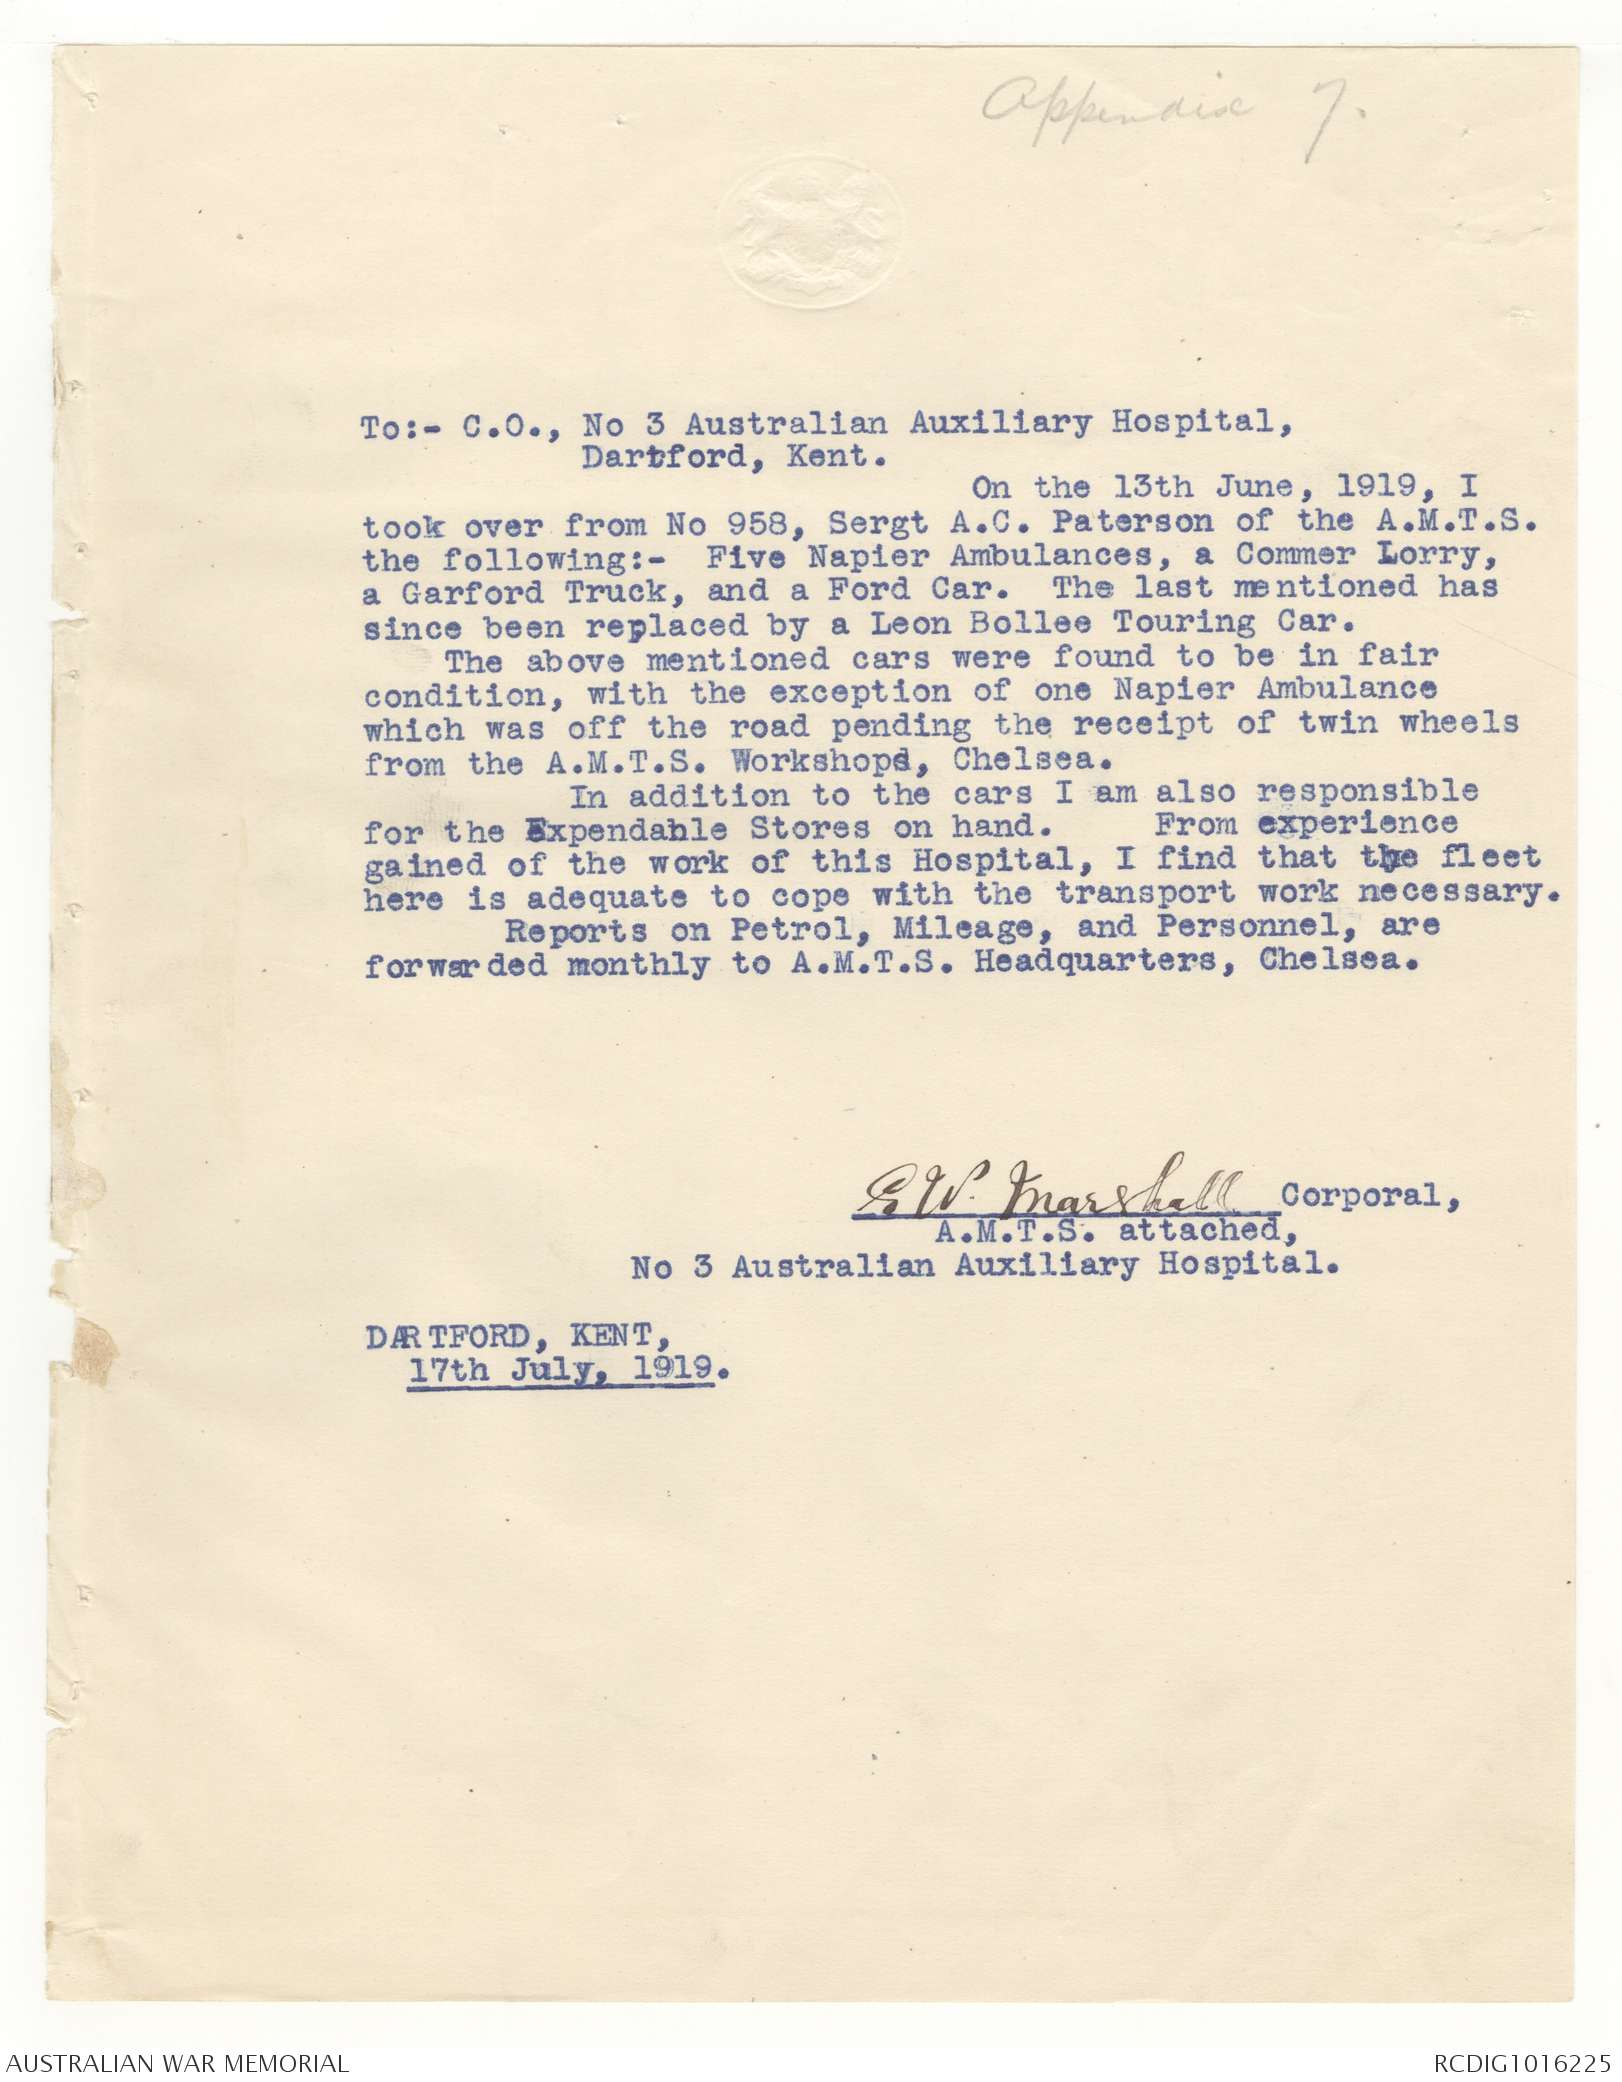 Appendix 7.
To:- C.O., No 3 Australian Auxiliary Hospital,
Dartford, Kent.
On the 13th June, 1919, I
took over from No 958, Sergt A.C. Paterson of the A.M.T.S.
the following:- Five Napier Ambulances, a Commer Lorry,
a Garford Truck, and a Ford Car. The last mentioned has
since been replaced by a Leon Bollee Touring Car.
The above mentioned cars were found to be in fair
condition, with the exception of one Napier Ambulance
which was off the road pending the receipt of twin wheels
from the A.M.T.S. Workshops, Chelsea.
In addition to the cars I am also responsible
for the Expendable Stores on hand. From experience
gained of the work of this Hospital, I find that the fleet
here is adequate to cope with the transport work necessary.
Reports on Petrol, Mileage, and Personnel, are
forwarded monthly to A.M.T.S. Headquarters, Chelsea.
E W. Marshall Corporal,
A.M.T.S. attached,
No 3 Australian Auxiliary Hospital.
DARTFORD, KENT,
17th July, 1919.
AUSTRALIAN WAR MEMORIAL
RCDIG1016225